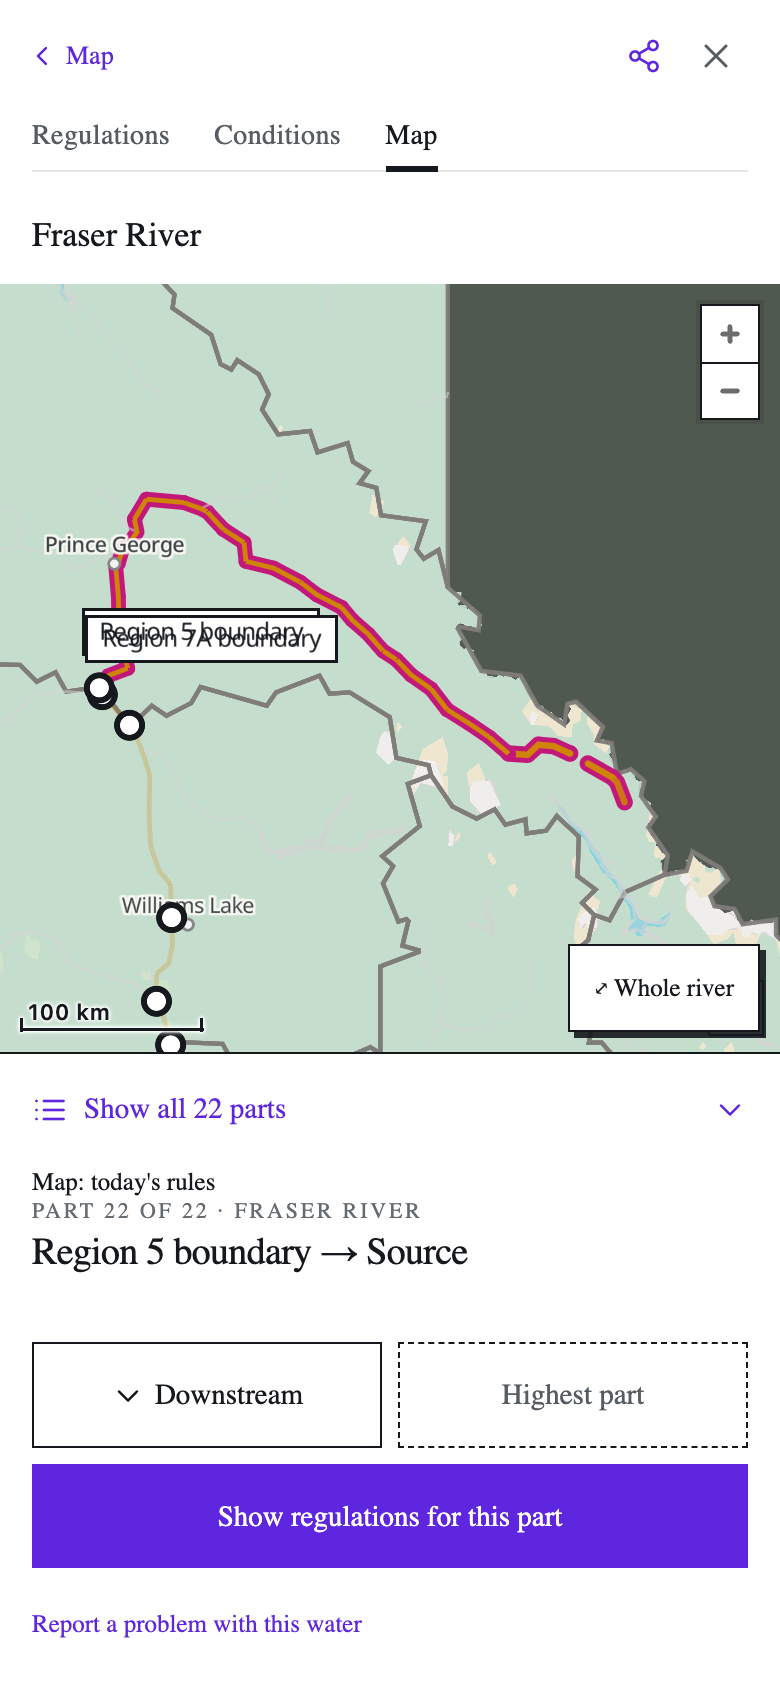 Map
Regulations
Conditions
Map
Fraser River
Prince George
Region 5 boundary
Region 7A boundary
Williams Lake
100 km
Whole river
Show all 22 parts
Map: today's rules
PART 22 OF 22 · FRASER RIVER
Region 5 boundary → Source
Downstream
Highest part
Show regulations for this part
Report a problem with this water